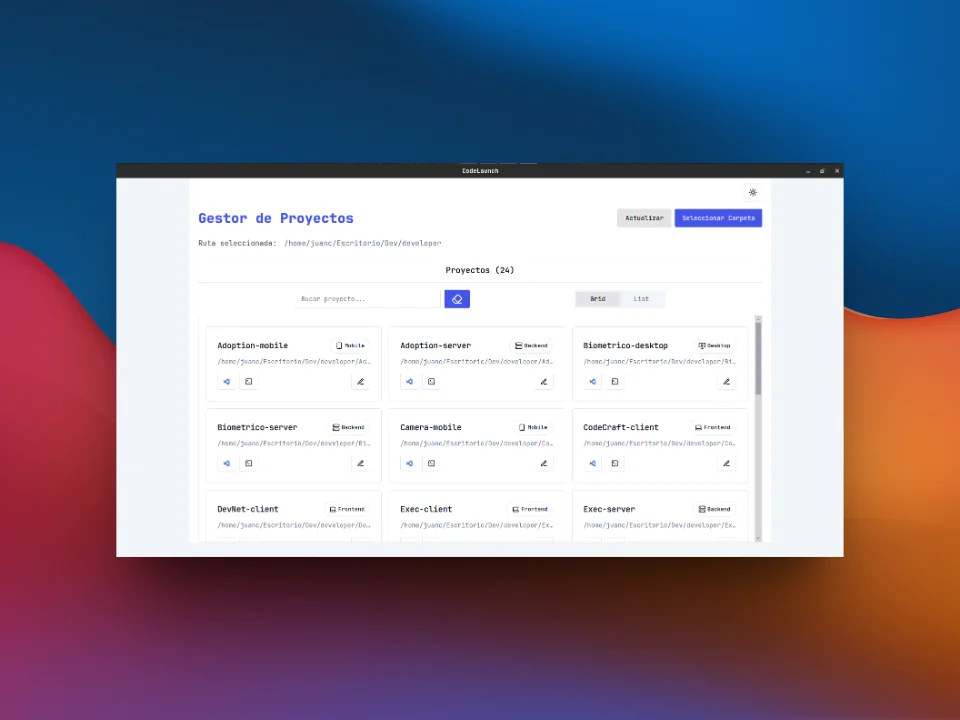 CodeLaunch
Gestor de Proyectos
Actualizar
Seleccionar Carpeta
Ruta seleccionada: /home/juanc/Escritorio/Dev/developer
Proyectos (24)
Buscar proyecto...
Grid
List
Adoption-mobile
Mobile
/home/juanc/Escritorio/Dev/developer/Ad…
Adoption-server
Backend
/home/juanc/Escritorio/Dev/developer/Ad…
Biometrico-desktop
Desktop
/home/juanc/Escritorio/Dev/developer/Bi…
Biometrico-server
Backend
/home/juanc/Escritorio/Dev/developer/Bi…
Camera-mobile
Mobile
/home/juanc/Escritorio/Dev/developer/Ca…
CodeCraft-client
Frontend
/home/juanc/Escritorio/Dev/developer/Co…
DevNet-client
Frontend
/home/juanc/Escritorio/Dev/developer/De…
Exec-client
Frontend
/home/juanc/Escritorio/Dev/developer/Ex…
Exec-server
Backend
/home/juanc/Escritorio/Dev/developer/Ex…